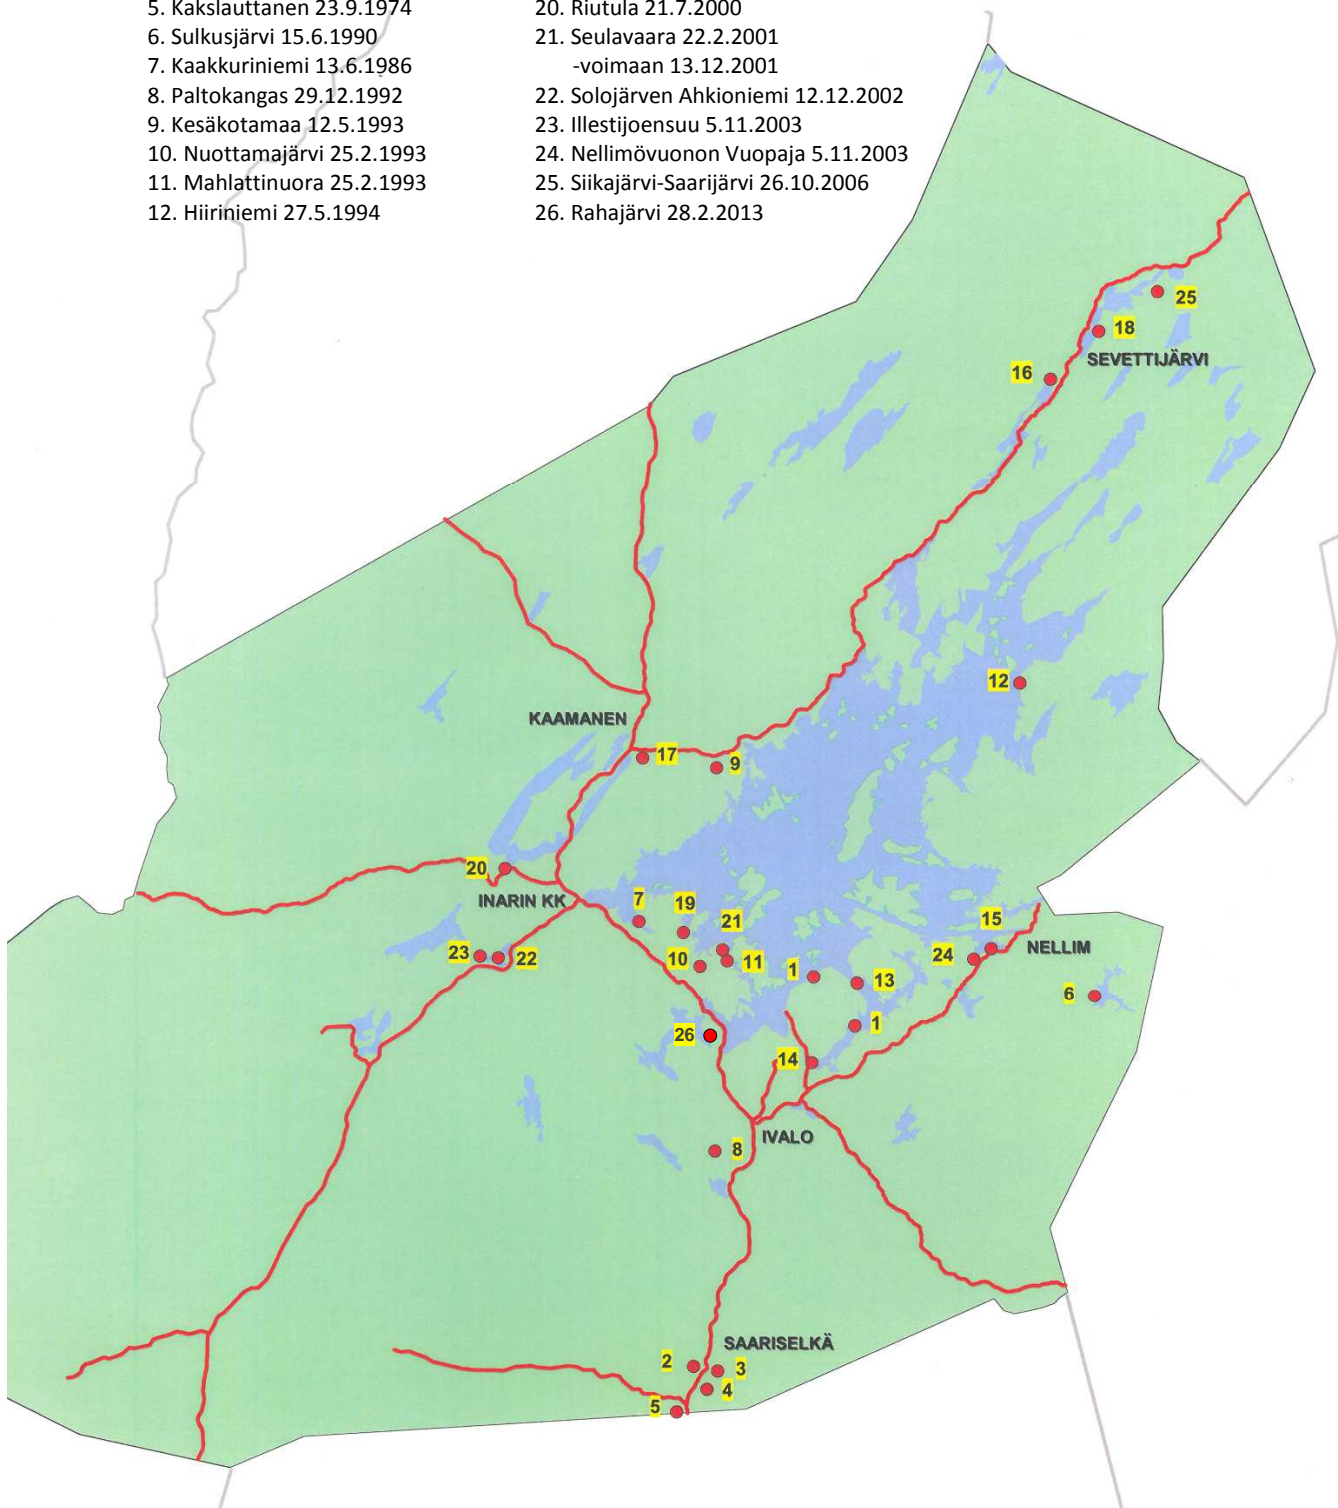 5. Kakslauttanen 23.9.1974
6. Sulkusjärvi 15.6.1990
7. Kaakkuriniemi 13.6.1986
8. Paltokangas 29.12.1992
9. Kesäkotamaa 12.5.1993
10. Nuottamajärvi 25.2.1993
11. Mahlattinuora 25.2.1993
12. Hiiriniemi 27.5.1994
20. Riutula 21.7.2000
21. Seulavaara 22.2.2001
-voimaan 13.12.2001
22. Solojärven Ahkioniemi 12.12.2002
23. Illestijoensuu 5.11.2003
24. Nellimövuonon Vuopaja 5.11.2003
25. Siikajärvi-Saarijärvi 26.10.2006
26. Rahajärvi 28.2.2013
25
18
SEVETTIJÄRVI
16
12
KAAMANEN
17
9
20
INARIN KK
7
19
21
15
NELLIM
23
22
10
11
1
13
24
6
26
1
14
IVALO
8
SAARISELKÄ
2
3
4
5